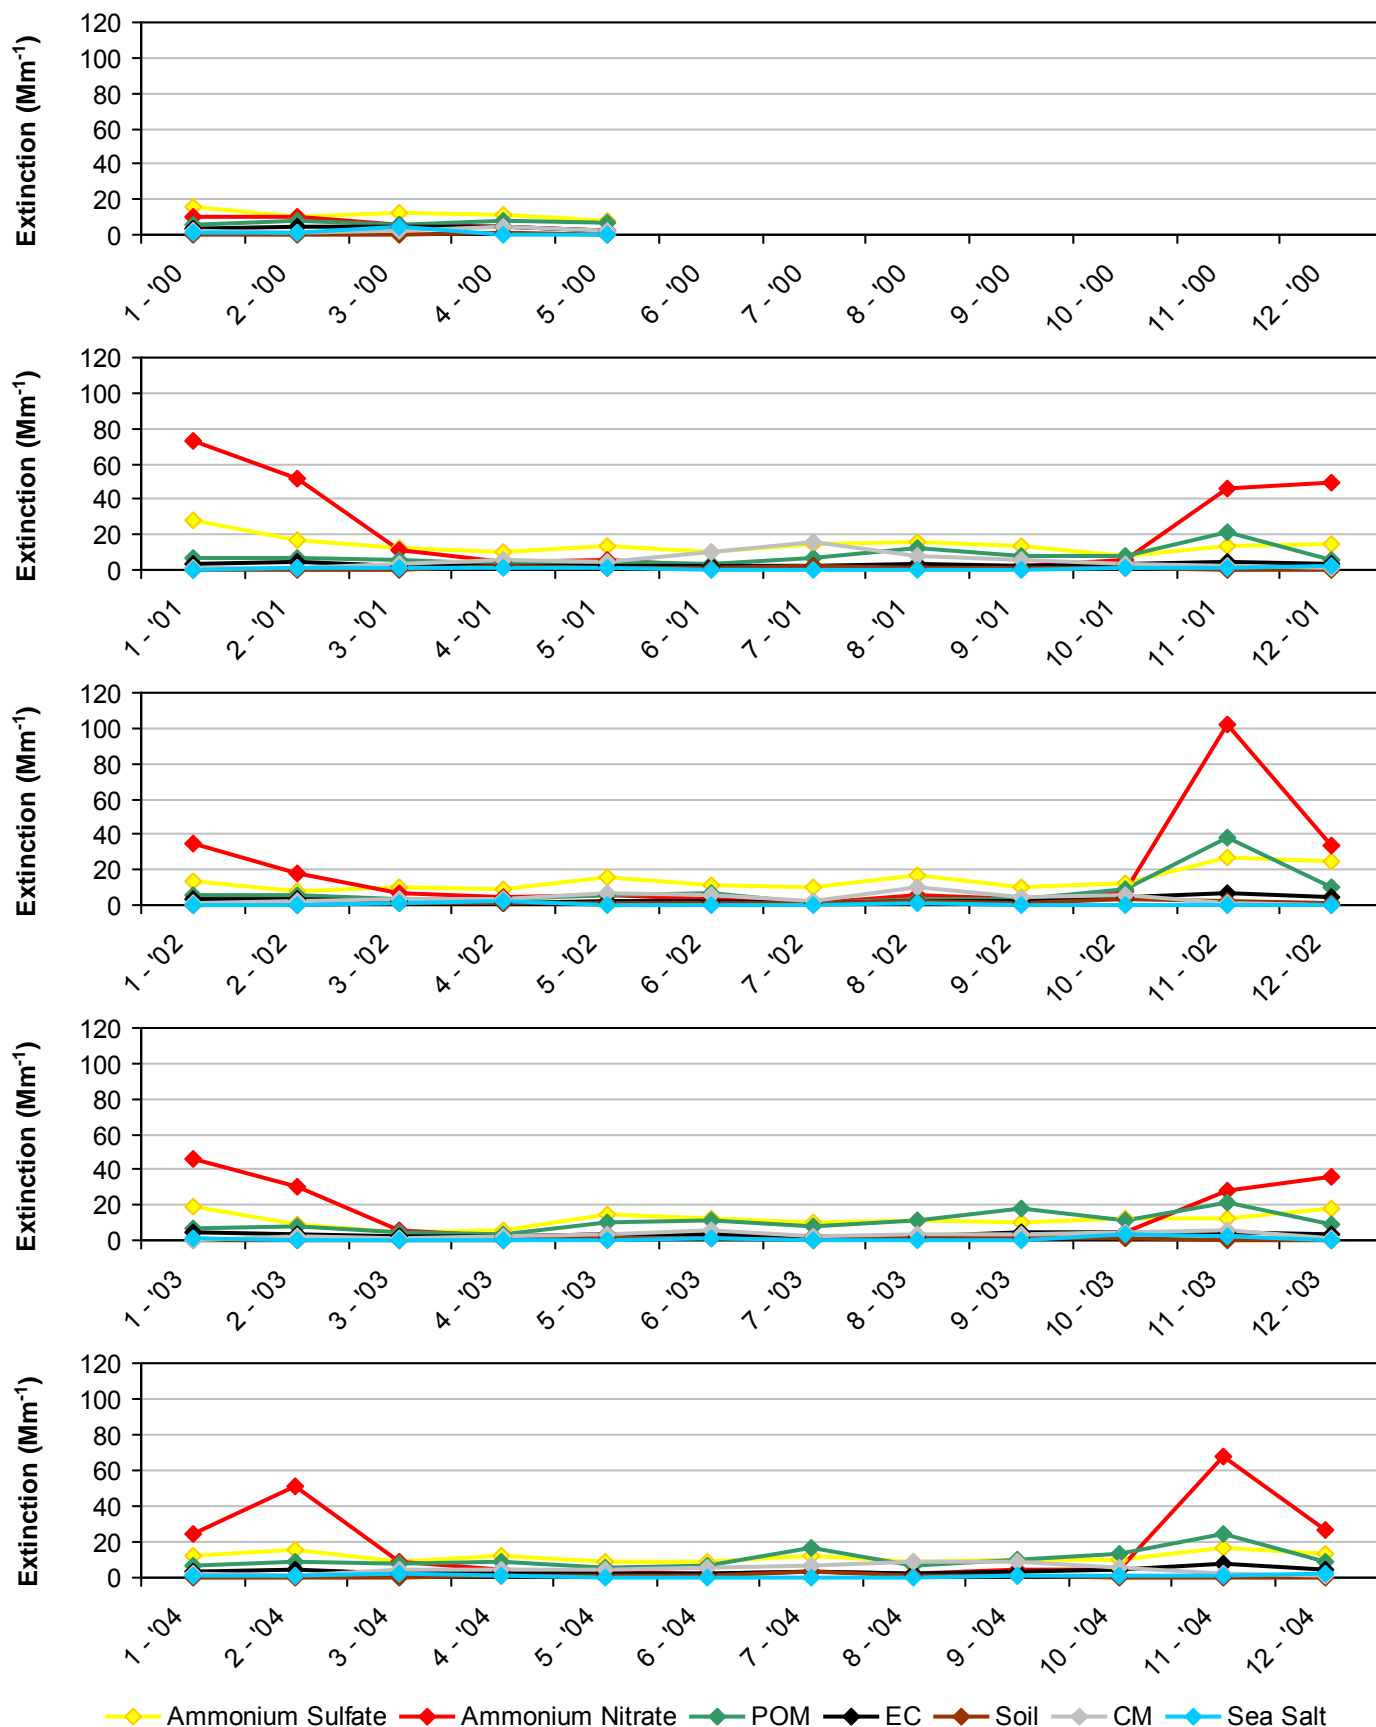 Extinction (Mm-1)
120
100
80
60
40
20
0
1 - '00
2 - '00
3 - '00
4 - '00
5 - '00
6 - '00
7 - '00
8 - '00
9 - '00
10 - '00
11 - '00
12 - '00
Extinction (Mm-1)
120
100
80
60
40
20
0
1 - '01
2 - '01
3 - '01
4 - '01
5 - '01
6 - '01
7 - '01
8 - '01
9 - '01
10 - '01
11 - '01
12 - '01
Extinction (Mm-1)
120
100
80
60
40
20
0
1 - '02
2 - '02
3 - '02
4 - '02
5 - '02
6 - '02
7 - '02
8 - '02
9 - '02
10 - '02
11 - '02
12 - '02
Extinction (Mm-1)
120
100
80
60
40
20
0
1 - '03
2 - '03
3 - '03
4 - '03
5 - '03
6 - '03
7 - '03
8 - '03
9 - '03
10 - '03
11 - '03
12 - '03
Extinction (Mm-1)
120
100
80
60
40
20
0
1 - '04
2 - '04
3 - '04
4 - '04
5 - '04
6 - '04
7 - '04
8 - '04
9 - '04
10 - '04
11 - '04
12 - '04
Ammonium Sulfate Ammonium Nitrate POM EC Soil CM Sea Salt